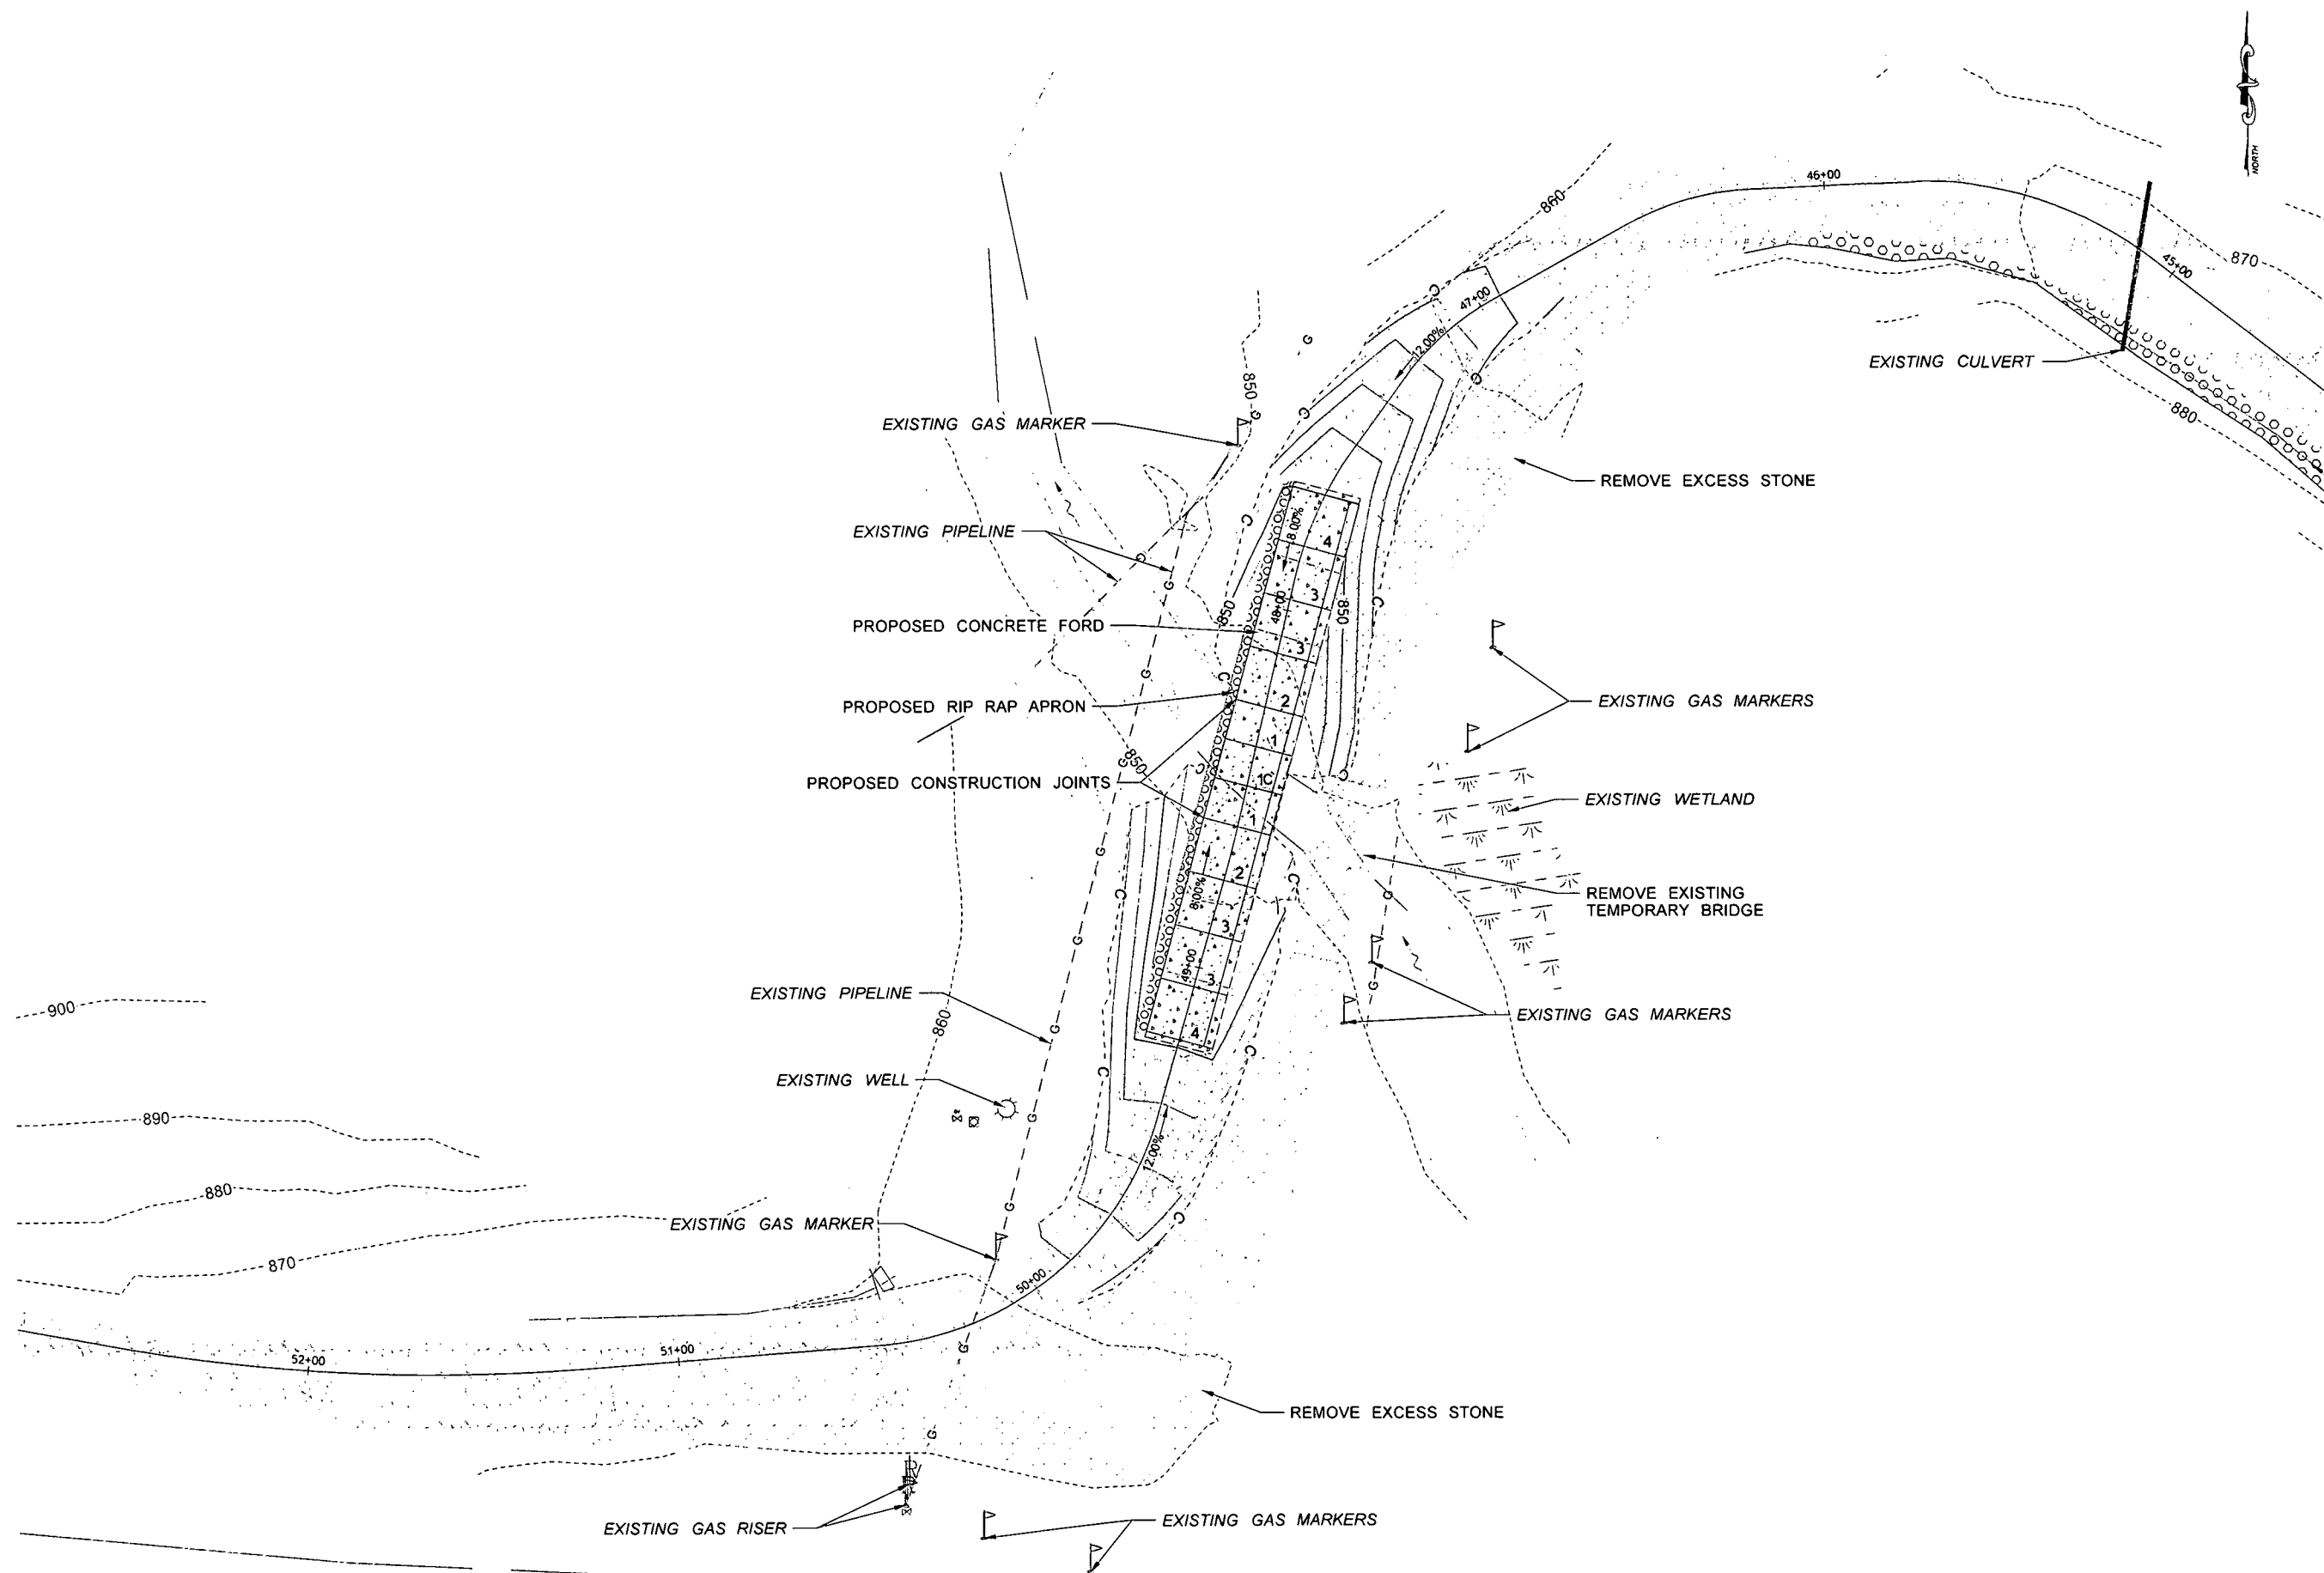 NORTH
46+00
860
870
45+00
47+00
12.00%
EXISTING CULVERT
850
880
EXISTING GAS MARKER
REMOVE EXCESS STONE
8.00%
EXISTING PIPELINE
4
3
48+00
850
850
PROPOSED CONCRETE FORD
3
EXISTING GAS MARKERS
PROPOSED RIP RAP APRON
2
1
850
PROPOSED CONSTRUCTION JOINTS
1C
EXISTING WETLAND
1
2
8.00%
REMOVE EXISTING
TEMPORARY BRIDGE
3
49+00
3
EXISTING PIPELINE
900
EXISTING GAS MARKERS
860
4
EXISTING WELL
890
12.00%
880
EXISTING GAS MARKER
870
50+00
51+00
52+00
REMOVE EXCESS STONE
EXISTING GAS RISER
EXISTING GAS MARKERS